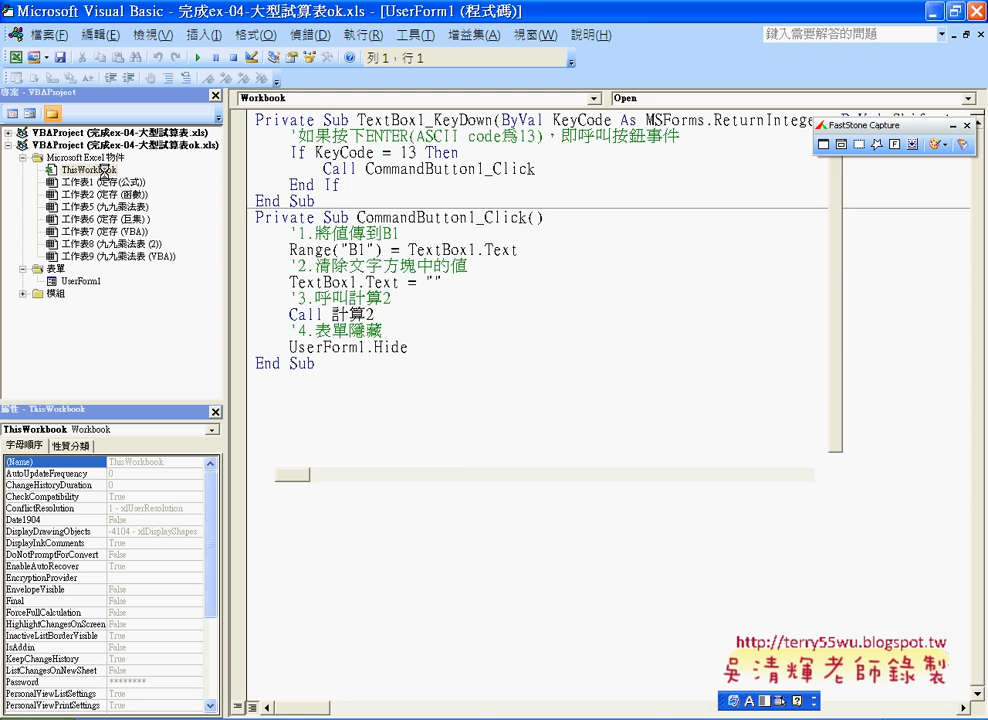 Microsoft Visual Basic - 完成ex-04-大型試算表ok.xls - [UserForm1 (程式碼)]
檔案(F) 編輯(E) 檢視(V) 插入(I) 格式(O) 偵錯(D) 執行(R) 工具(T) 增益集(A) 視窗(W) 說明(H) 鍵入需要解答的問題
列 1, 行 1
專案 - VBAProject
VBAProject (完成ex-04-大型試算表.xls)
VBAProject (完成ex-04-大型試算表ok.xls)
Microsoft Excel 物件
ThisWorkbook
工作表1 (定存(公式))
工作表2 (定存 (函數))
工作表5 (九九乘法表)
工作表6 (定存 (巨集) )
工作表7 (定存 (VBA))
工作表8 (九九乘法表 (2))
工作表9 (九九乘法表 (VBA))
表單
UserForm1
模組
屬性 - ThisWorkbook
ThisWorkbook Workbook
字母順序 性質分類
(Name) ThisWorkbook
AutoUpdateFrequency 0
ChangeHistoryDuration 0
CheckCompatibility True
ConflictResolution 1 - xlUserResolution
Date1904 False
DisplayDrawingObjects -4104 - xlDisplayShapes
DisplayInkComments True
DoNotPromptForConvert False
EnableAutoRecover True
EncryptionProvider
EnvelopeVisible False
Final False
ForceFullCalculation False
HighlightChangesOnScreen False
InactiveListBorderVisible True
IsAddin False
KeepChangeHistory True
ListChangesOnNewSheet False
Password ********
PersonalViewListSettings True
PersonalViewPrintSettings True
Workbook Open
Private Sub TextBox1_KeyDown(ByVal KeyCode As MSForms.ReturnInteger
'如果按下ENTER(ASCII code為13)，即呼叫按鈕事件
If KeyCode = 13 Then
Call CommandButton1_Click
End If
End Sub
Private Sub CommandButton1_Click()
'1.將值傳到B1
Range("B1") = TextBox1.Text
'2.清除文字方塊中的值
TextBox1.Text = ""
'3.呼叫計算2
Call 計算2
'4.表單隱藏
UserForm1.Hide
End Sub
FastStone Capture
http://terry55wu.blogspot.tw
吳清輝老師錄製